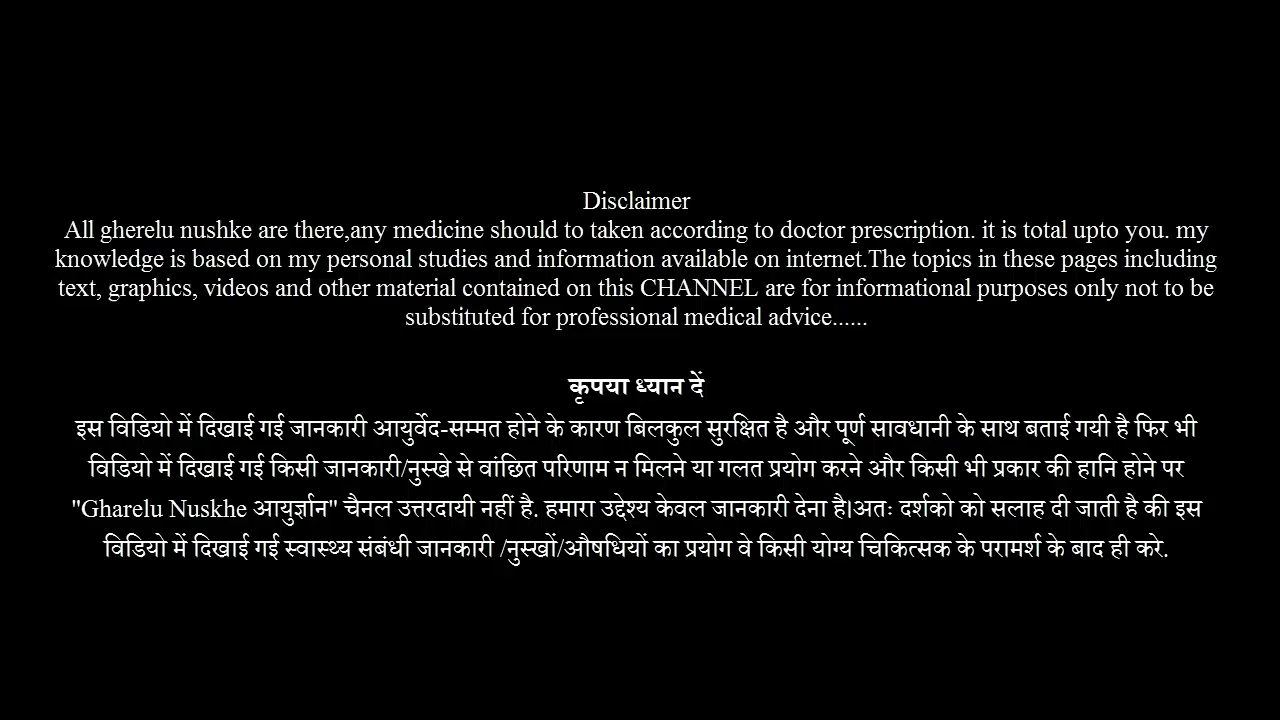 Disclaimer
All gherelu nushke are there,any medicine should to taken according to doctor prescription. it is total upto you. my
knowledge is based on my personal studies and information available on internet.The topics in these pages including
text, graphics, videos and other material contained on this CHANNEL are for informational purposes only not to be
substituted for professional medical advice......
कृपया ध्यान दें
इस विडियो में दिखाई गई जानकारी आयुर्वेद-सम्मत होने के कारण बिलकुल सुरक्षित है और पूर्ण सावधानी के साथ बताई गयी है फिर भी
विडियो में दिखाई गई किसी जानकारी/नुस्खे से वांछित परिणाम न मिलने या गलत प्रयोग करने और किसी भी प्रकार की हानि होने पर
"Gharelu Nuskhe आयुर्ज्ञान" चैनल उत्तरदायी नहीं है. हमारा उद्देश्य केवल जानकारी देना है।अतः दर्शको को सलाह दी जाती है की इस
विडियो में दिखाई गई स्वास्थ्य संबंधी जानकारी /नुस्खों/औषधियों का प्रयोग वे किसी योग्य चिकित्सक के परामर्श के बाद ही करे.